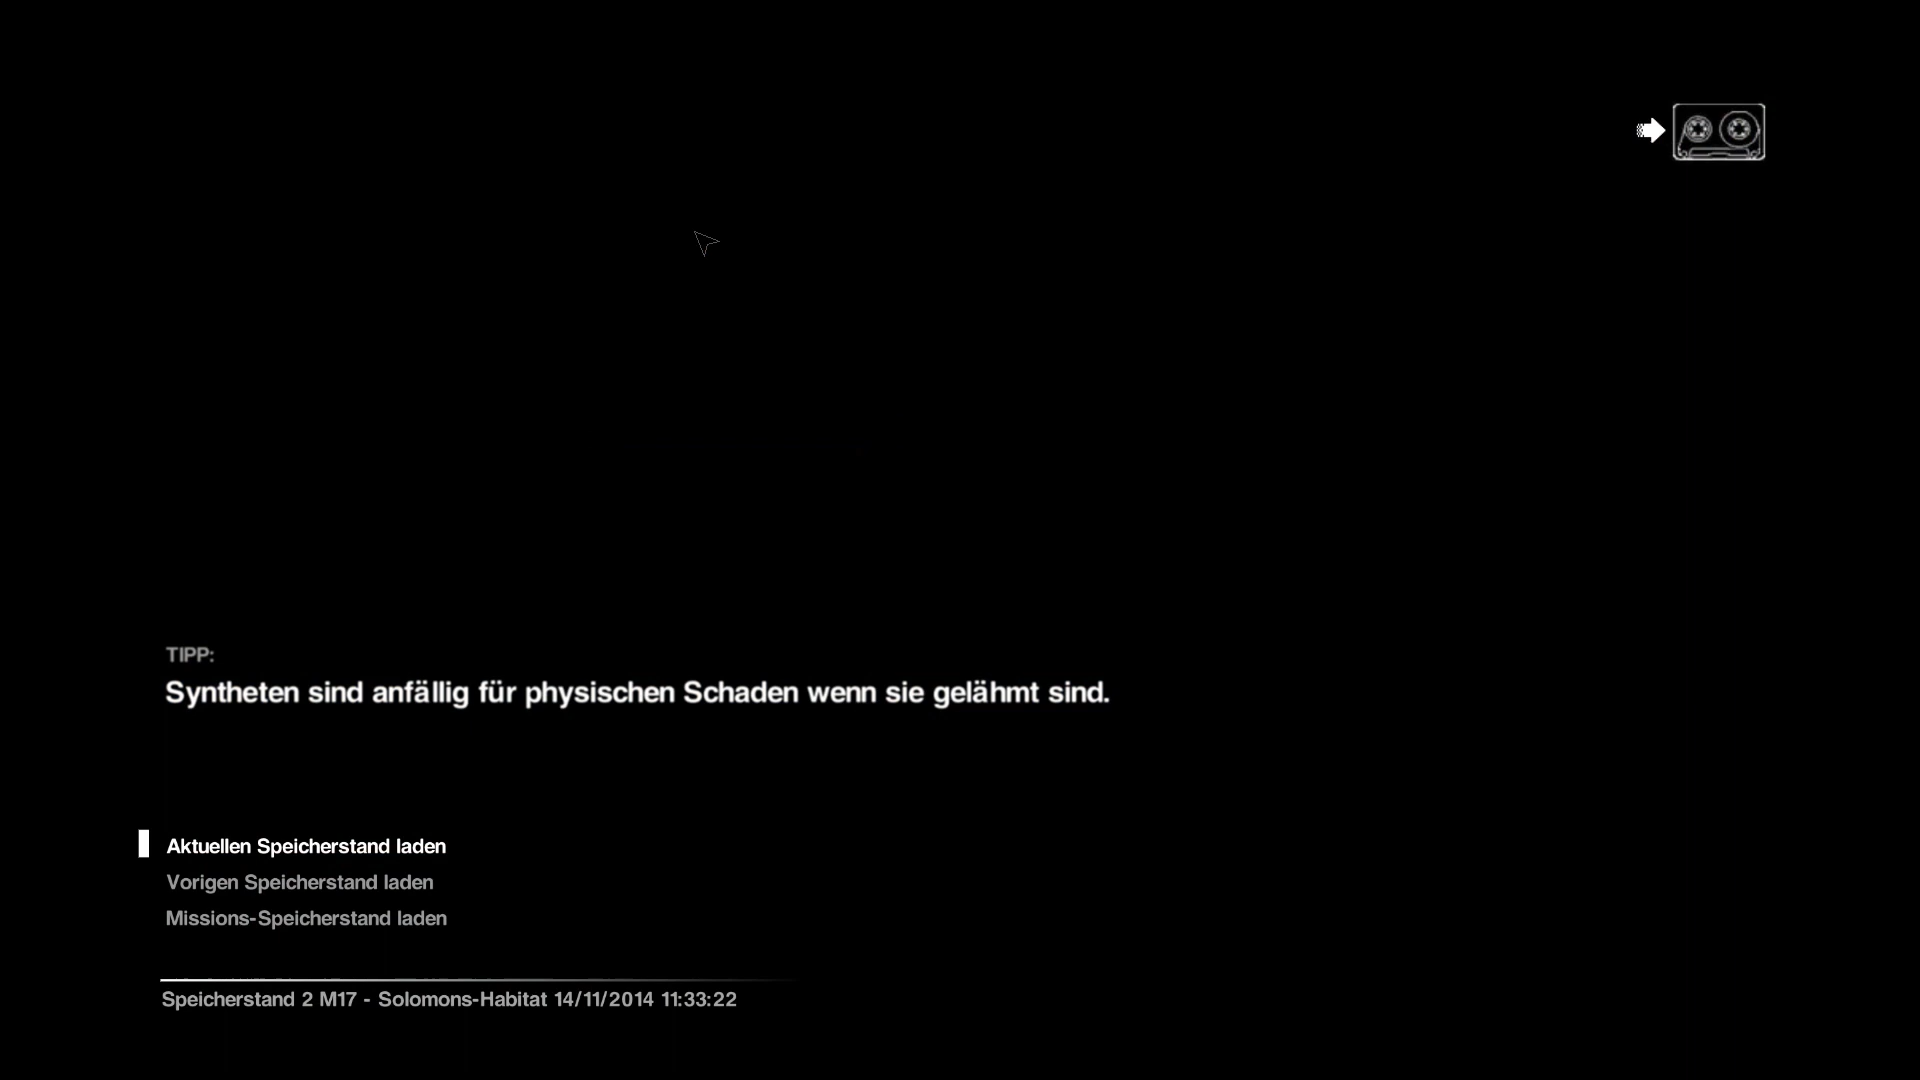 TIPP:
Syntheten sind anfällig für physischen Schaden wenn sie gelähmt sind.
Aktuellen Speicherstand laden
Vorigen Speicherstand laden
Missions-Speicherstand laden
Speicherstand 2 M17 - Solomons-Habitat 14/11/2014 11:33:22